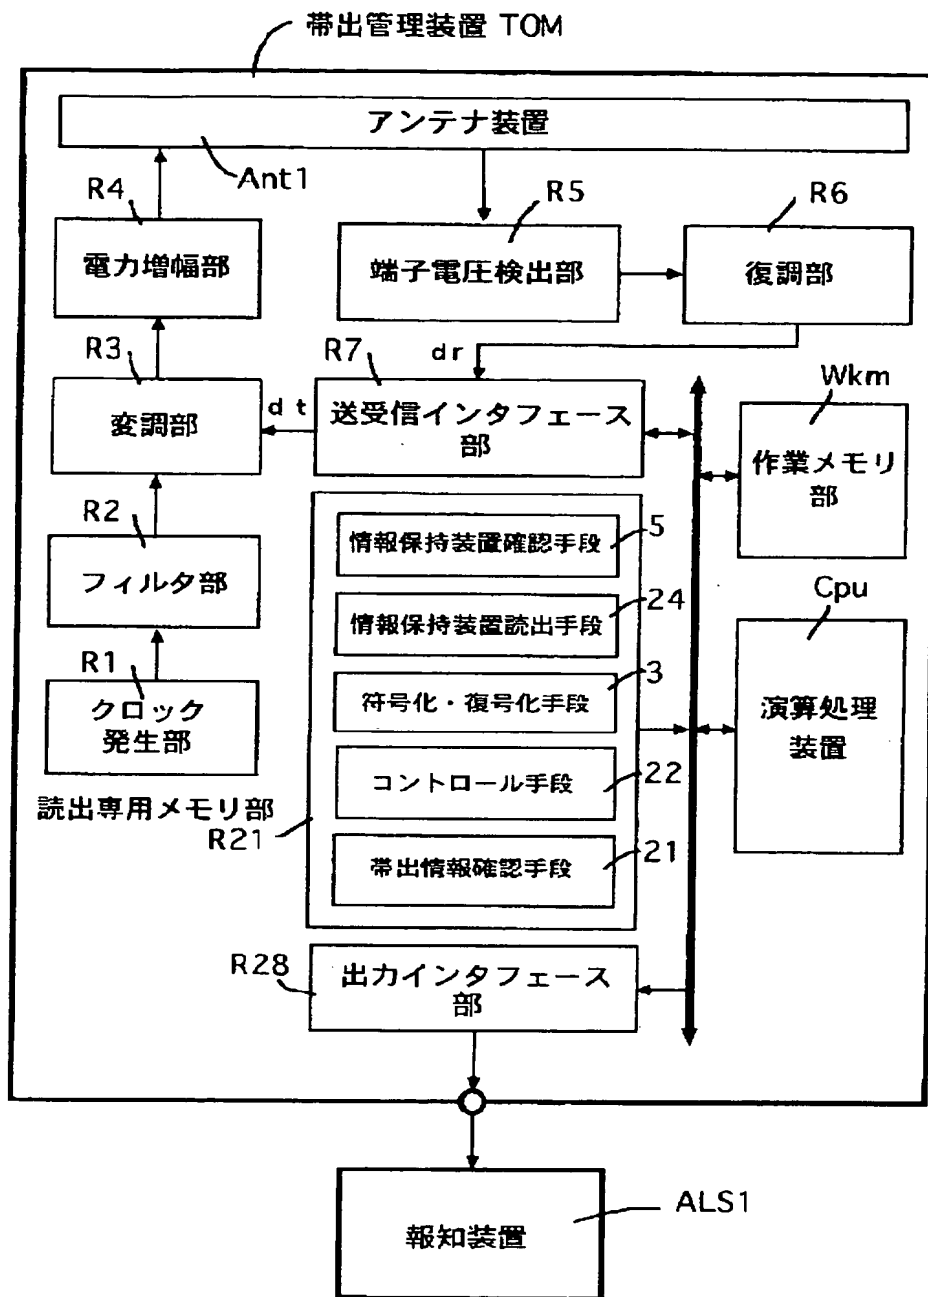 帯出管理装置 TOM
アンテナ装置
Ant1
R4
電力増幅部
R5
端子電圧検出部
R6
復調部
R3
変調部
dt
dr
R7
送受信インタフェース
部
Wkm
作業メモリ
部
R2
フィルタ部
R1
クロック
発生部
読出専用メモリ部
R21
情報保持装置確認手段
5
情報保持装置読出手段
24
符号化・復号化手段
3
コントロール手段
22
帯出情報確認手段
21
Cpu
演算処理
装置
R28
出力インタフェース
部
報知装置
ALS1